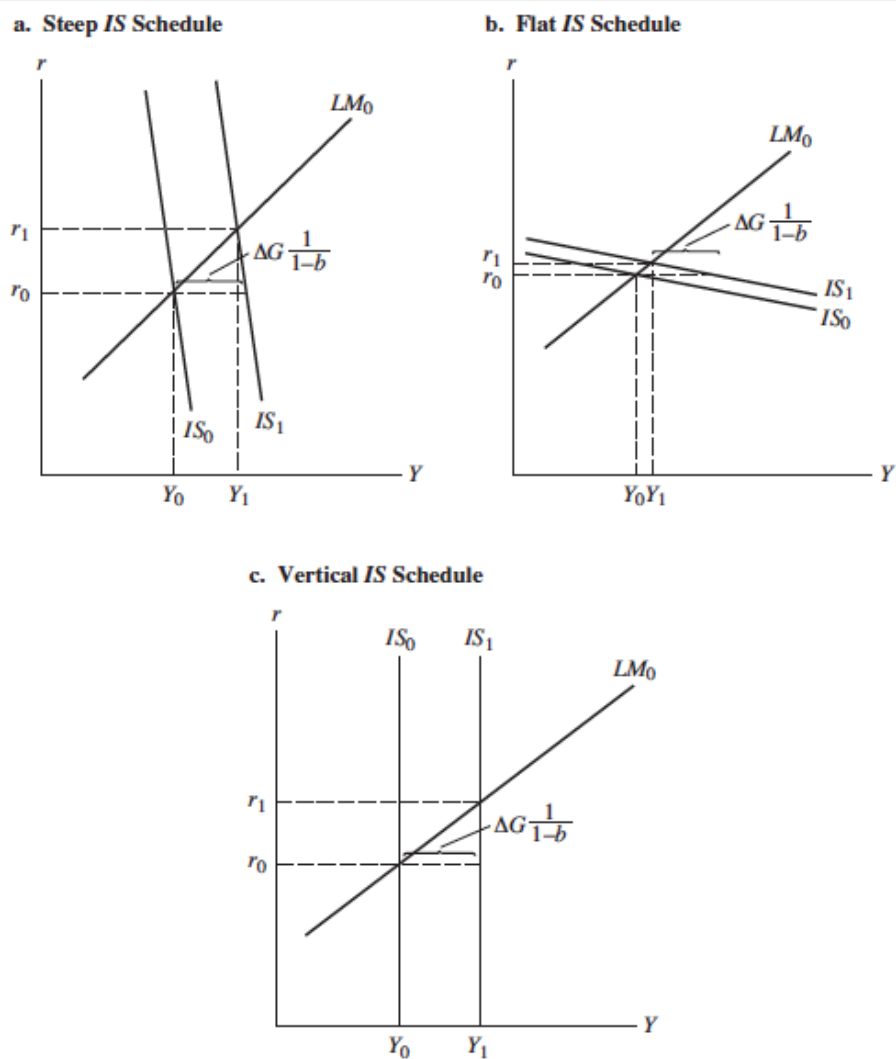 a. Steep IS Schedule
r
LM₀
r₁
ΔG 1/1–b
r₀
IS₀
IS₁
Y
Y₀
Y₁
b. Flat IS Schedule
r
LM₀
ΔG 1/1–b
r₁
r₀
IS₁
IS₀
Y
Y₀Y₁
c. Vertical IS Schedule
r
IS₀
IS₁
LM₀
r₁
ΔG 1/1–b
r₀
Y
Y₀
Y₁